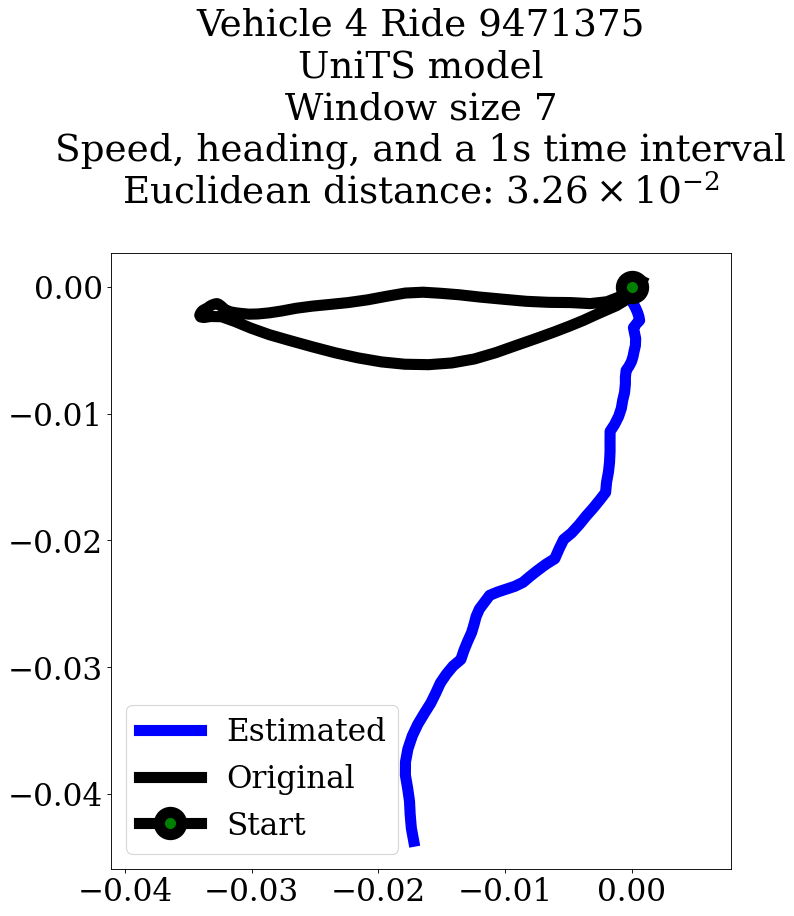 Vehicle 4 Ride 9471375
UniTS model
Window size 7
Speed, heading, and a 1s time interval
Euclidean distance: 3.26 × 10⁻²
0.00
−0.01
−0.02
−0.03
−0.04
Estimated
Original
Start
−0.04 −0.03 −0.02 −0.01 0.00